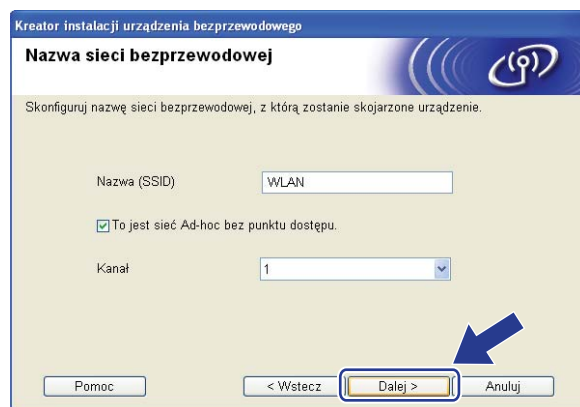 Kreator instalacji urządzenia bezprzewodowego
Nazwa sieci bezprzewodowej
Skonfiguruj nazwę sieci bezprzewodowej, z którą zostanie skojarzone urządzenie.
Nazwa (SSID) WLAN
To jest sieć Ad-hoc bez punktu dostępu.
Kanał 1
Pomoc < Wstecz Dalej > Anuluj